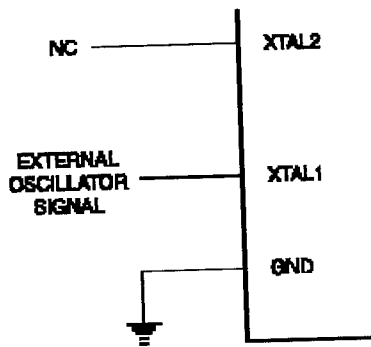 NC
XTAL2
EXTERNAL
OSCILLATOR
SIGNAL
XTAL1
GND